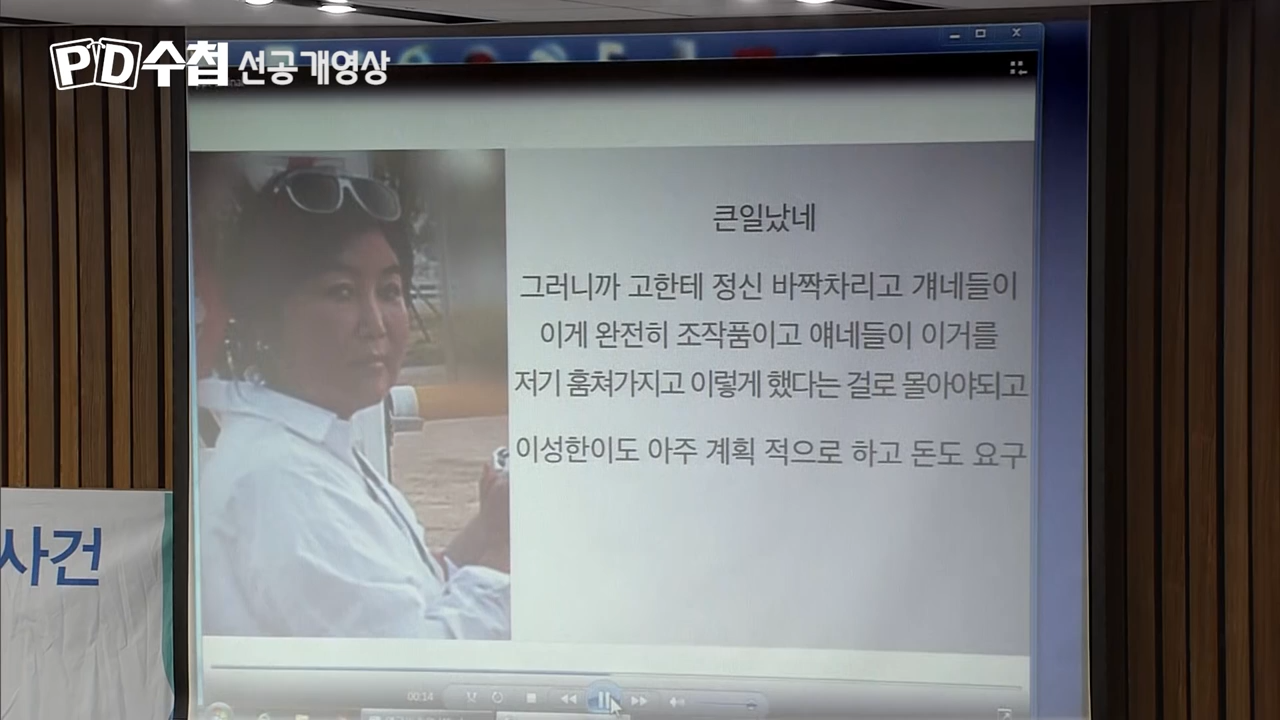 PD수첩 선공개영상
큰일났네
그러니까 고한테 정신 바짝차리고 걔네들이
이게 완전히 조작품이고 얘네들이 이거를
저기 훔쳐가지고 이렇게 했다는 걸로 몰아야되고
이성한이도 아주 계획 적으로 하고 돈도 요구
사건
00:14